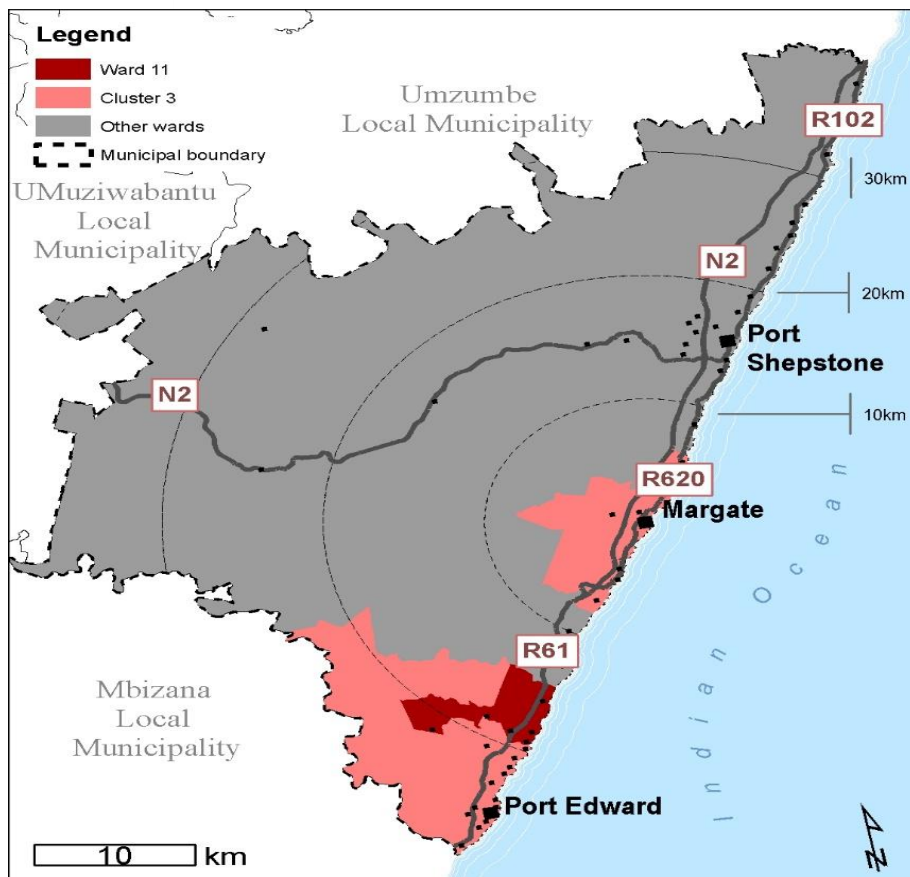 Legend
Ward 11
Cluster 3
Other wards
Municipal boundary
Umzumbe
Local Municipality
R102
UMuziwabantu
Local
Municipality
30km
N2
20km
Port
Shepstone
N2
10km
R620
Margate
Indian Ocean
R61
Mbizana
Local
Municipality
Port Edward
N
10 km